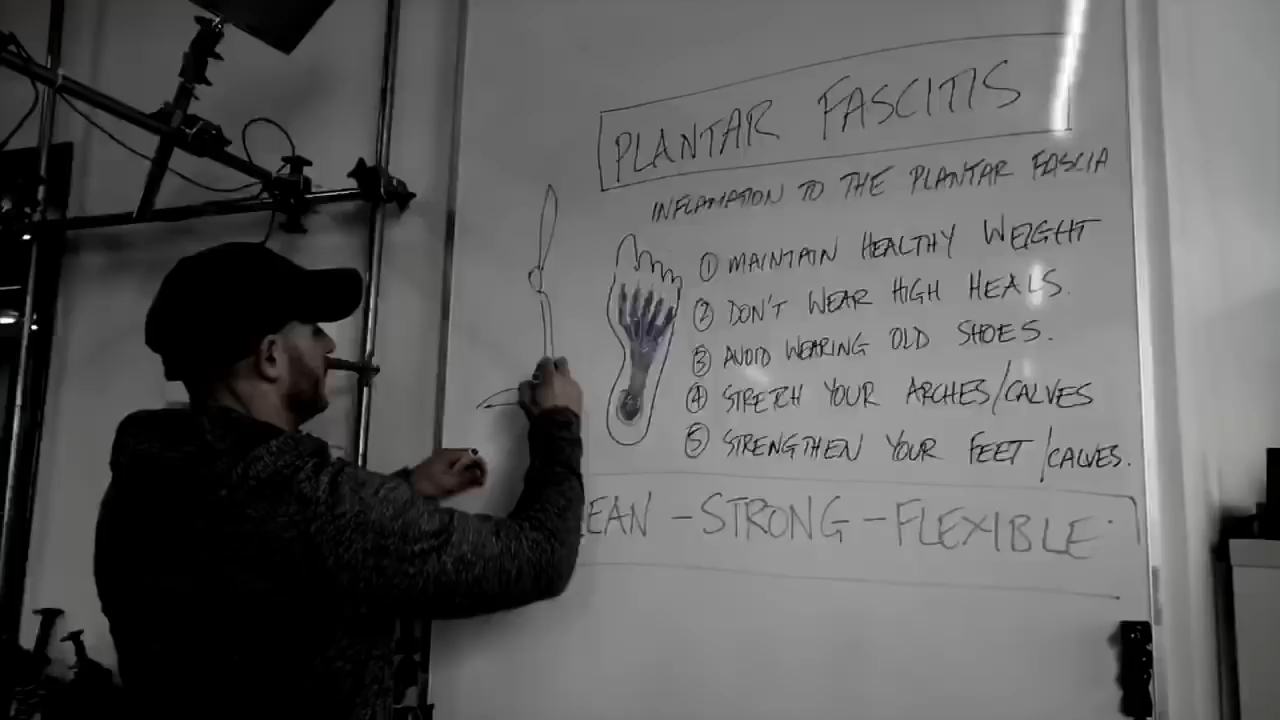 PLANTAR FASCITIS
INFLAMATION TO THE PLANTAR FASCIA
① MAINTAIN HEALTHY WEIGHT
② DON'T WEAR HIGH HEALS.
③ AVOID WEARING OLD SHOES.
④ STRETCH YOUR ARCHES/CALVES
⑤ STRENGTHEN YOUR FEET/CALVES.
EAN - STRONG - FLEXIBLE